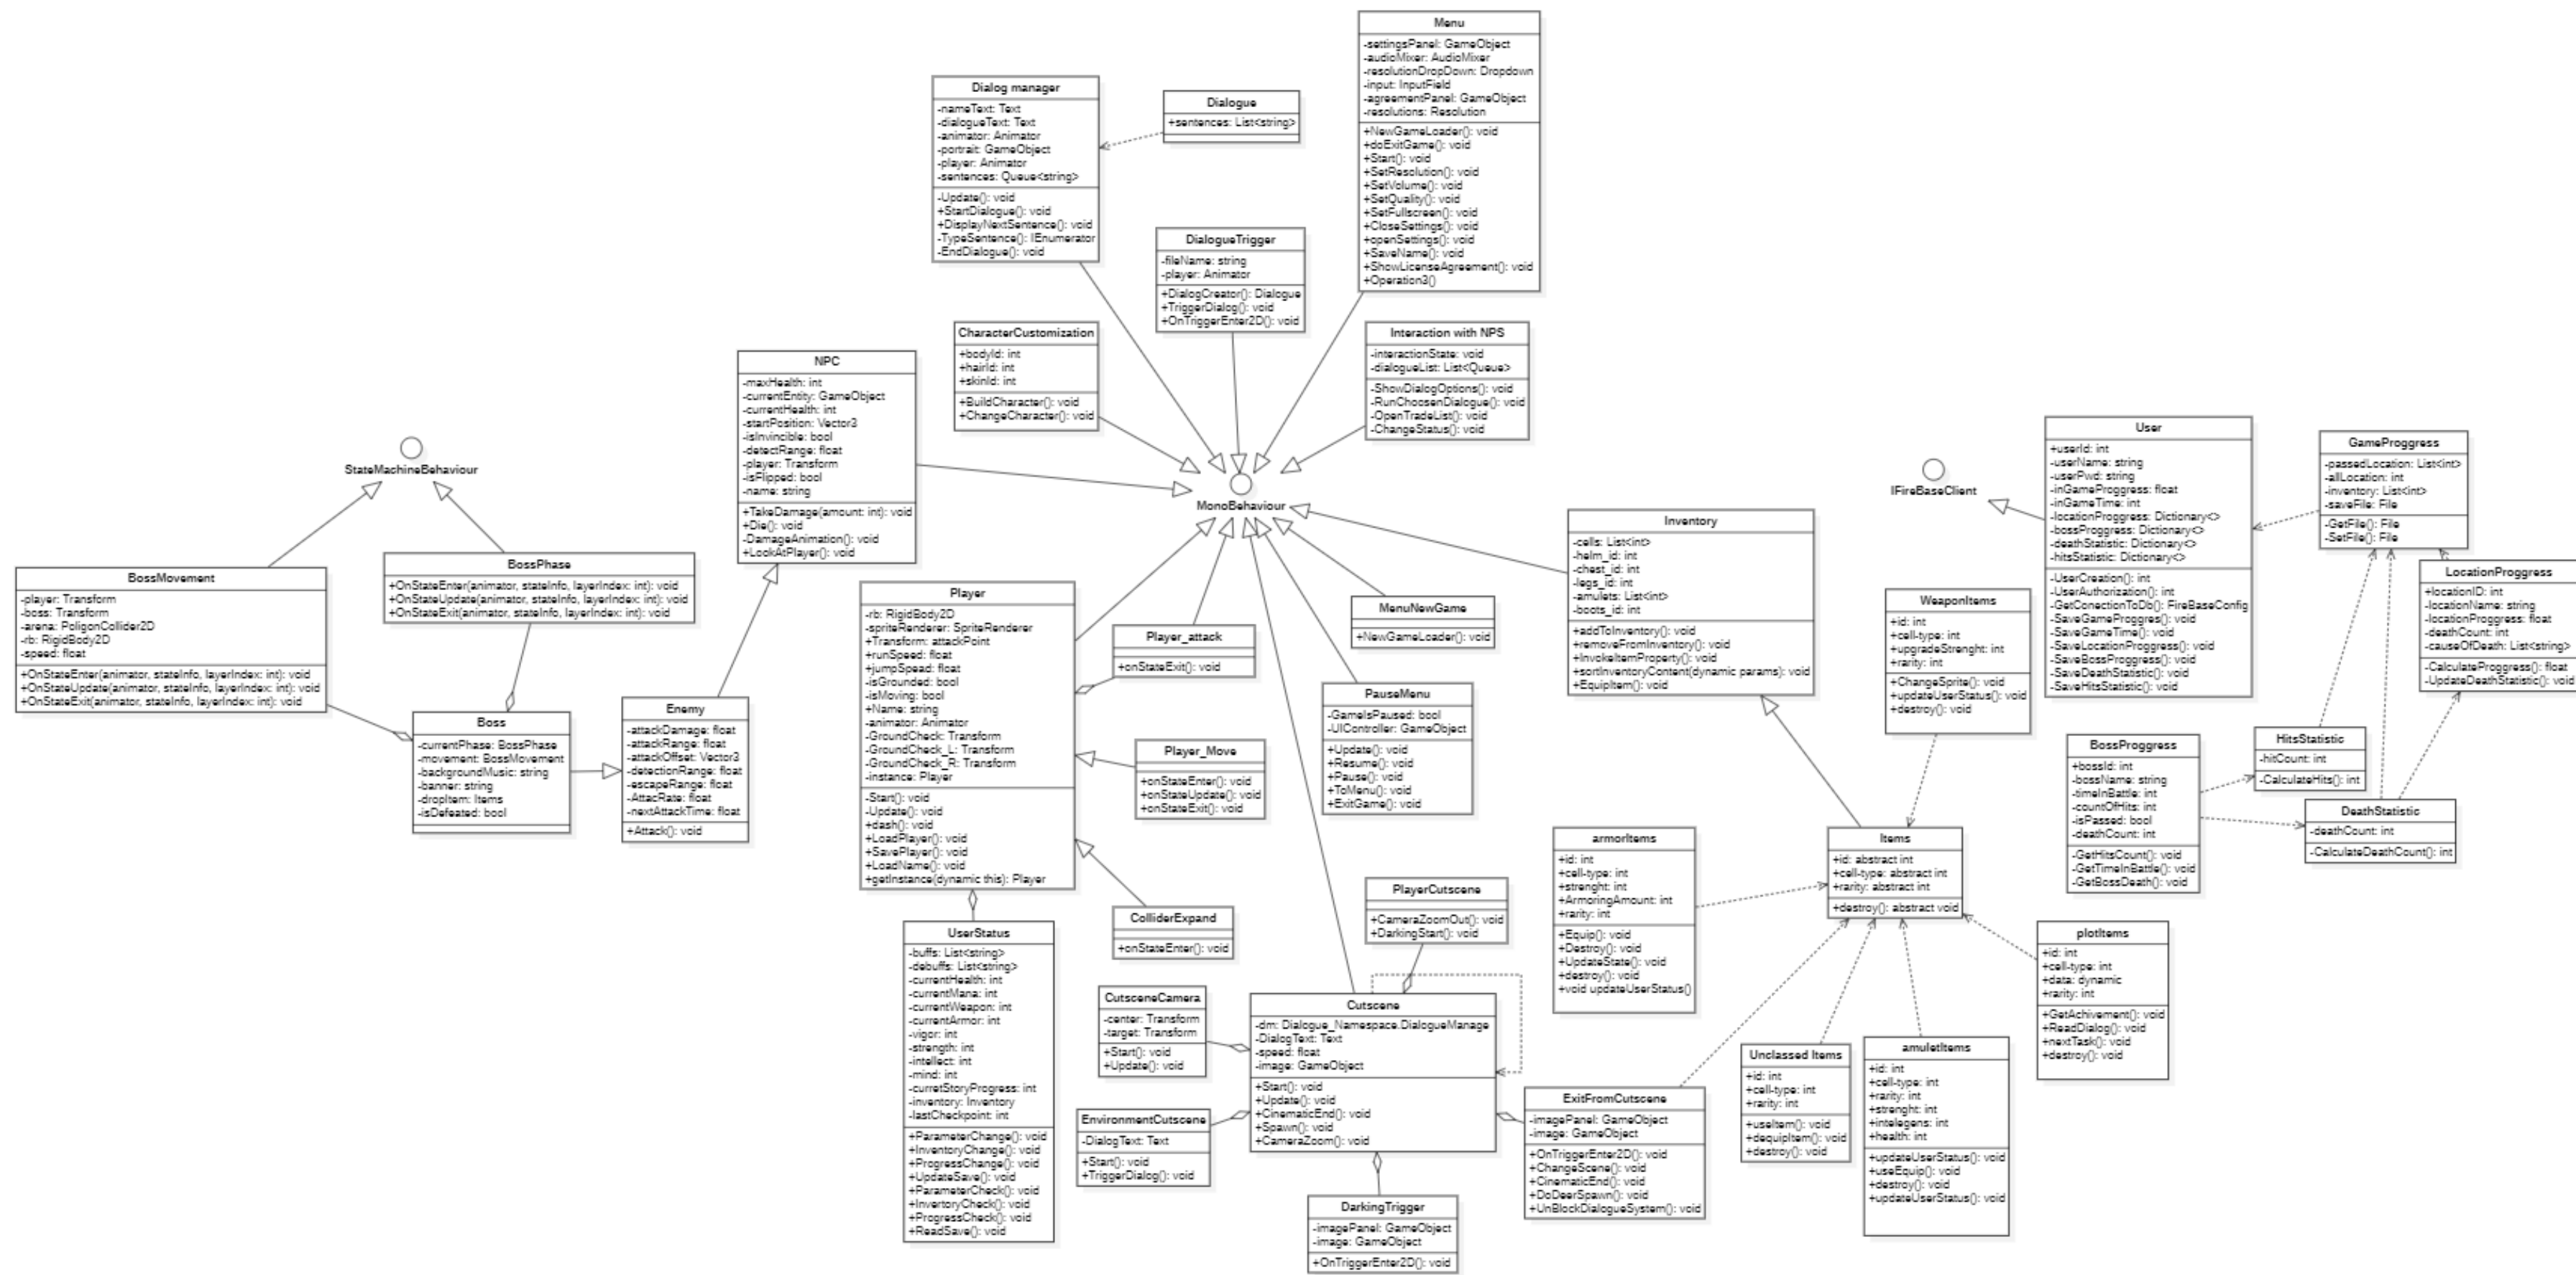 Menu
-settingsPanel: GameObject
-audioMixer: AudioMixer
-resolutionDropDown: Dropdown
-input: InputField
-agreementPanel: GameObject
-resolutions: Resolution
+NewGameLoader(): void
+doExitGame(): void
+Start(): void
+SetResolution(): void
+SetVolume(): void
+SetQuality(): void
+SetFullscreen(): void
+CloseSettings(): void
+openSettings(): void
+SaveName(): void
+ShowLicenseAgreement(): void
+Operation3()
Dialog manager
-nameText: Text
-dialogueText: Text
-animator: Animator
-portrait: GameObject
-player: Animator
-sentences: Queue<string>
-Update(): void
+StartDialogue(): void
+DisplayNextSentence(): void
-TypeSentence(): IEnumerator
-EndDialogue(): void
Dialogue
+sentences: List<string>
DialogueTrigger
-fileName: string
-player: Animator
+DialogCreator(): Dialogue
+TriggerDialog(): void
+OnTriggerEnter2D(): void
CharacterCustomization
+bodyId: int
+hairId: int
+skinId: int
+BuildCharacter(): void
+ChangeCharacter(): void
Interaction with NPS
-interactionState: void
-dialogueList: List<Queue>
-ShowDialogOptions(): void
-RunChoosenDialogue(): void
-OpenTradeList(): void
-ChangeStatus(): void
NPC
-maxHealth: int
-currentEntity: GameObject
-currentHealth: int
-startPosition: Vector3
-isInvincible: bool
-detectRange: float
-player: Transform
-isFlipped: bool
-name: string
+TakeDamage(amount: int): void
+Die(): void
-DamageAnimation(): void
+LookAtPlayer(): void
StateMachineBehaviour
MonoBehaviour
IFireBaseClient
User
+userId: int
-userName: string
-userPwd: string
-inGameProggress: float
-inGameTime: int
-locationProggress: Dictionary<>
-bossProggress: Dictionary<>
-deathStatistic: Dictionary<>
-hitsStatistic: Dictionary<>
-UserCreation(): int
-UserAuthorization(): int
-GetConectionToDb(): FireBaseConfig
-SaveGameProggres(): void
-SaveGameTime(): void
-SaveLocationProggress(): void
-SaveBossProggress(): void
-SaveDeathStatistic(): void
-SaveHitsStatistic(): void
GameProggress
-passedLocation: List<int>
-allLocation: int
-inventory: List<int>
-saveFile: File
-GetFile(): File
-SetFile(): File
LocationProggress
+locationID: int
-locationName: string
-locationProggress: float
-deathCount: int
-causeOfDeath: List<string>
-CalculateProggress(): float
-UpdateDeathStatistic(): void
BossMovement
-player: Transform
-boss: Transform
-arena: PoligonCollider2D
-rb: RigidBody2D
-speed: float
+OnStateEnter(animator, stateInfo, layerIndex: int): void
+OnStateUpdate(animator, stateInfo, layerIndex: int): void
+OnStateExit(animator, stateInfo, layerIndex: int): void
BossPhase
+OnStateEnter(animator, stateInfo, layerIndex: int): void
+OnStateUpdate(animator, stateInfo, layerIndex: int): void
+OnStateExit(animator, stateInfo, layerIndex: int): void
Boss
-currentPhase: BossPhase
-movement: BossMovement
-backgroundMusic: string
-banner: string
-dropItem: Items
-isDefeated: bool
Enemy
-attackDamage: float
-attackRange: float
-attackOffset: Vector3
-detectionRange: float
-escapeRange: float
-AttacRate: float
-nextAttackTime: float
+Attack(): void
Player
-rb: RigidBody2D
-spriteRenderer: SpriteRenderer
+Transform: attackPoint
+runSpeed: float
+jumpSpead: float
-isGrounded: bool
-isMoving: bool
+Name: string
-animator: Animator
-GroundCheck: Transform
-GroundCheck_L: Transform
-GroundCheck_R: Transform
-instance: Player
-Start(): void
-Update(): void
+dash(): void
+LoadPlayer(): void
+SavePlayer(): void
+LoadName(): void
+getInstance(dynamic this): Player
Player_attack
+onStateExit(): void
Player_Move
+onStateEnter(): void
+onStateUpdate(): void
+onStateExit(): void
ColliderExpand
+onStateEnter(): void
MenuNewGame
+NewGameLoader(): void
PauseMenu
-GameIsPaused: bool
-UIController: GameObject
+Update(): void
+Resume(): void
+Pause(): void
+ToMenu(): void
+ExitGame(): void
Inventory
-cells: List<int>
-helm_id: int
-chest_id: int
-legs_id: int
-amulets: List<int>
-boots_id: int
+addToInventory(): void
+removeFromInventory(): void
+InvokeItemProperty(): void
+sortInventoryContent(dynamic params): void
+EquipItem(): void
WeaponItems
+id: int
+cell-type: int
+upgradeStrenght: int
+rarity: int
+ChangeSprite(): void
+updateUserStatus(): void
+destroy(): void
BossProggress
+bossId: int
-bossName: string
-timeInBattle: int
-countOfHits: int
-isPassed: bool
-deathCount: int
-GetHitsCount(): void
-GetTimeInBattle(): void
-GetBossDeath(): void
HitsStatistic
-hitCount: int
-CalculateHits(): int
DeathStatistic
-deathCount: int
-CalculateDeathCount(): int
UserStatus
-buffs: List<string>
-debuffs: List<string>
-currentHealth: int
-currentMana: int
-currentWeapon: int
-currentArmor: int
-vigor: int
-strength: int
-intellect: int
-mind: int
-curretStoryProgress: int
-inventory: Inventory
-lastCheckpoint: int
+ParameterChange(): void
+InventoryChange(): void
+ProgressChange(): void
+UpdateSave(): void
+ParameterCheck(): void
+InventoryCheck(): void
+ProgressCheck(): void
+ReadSave(): void
armorItems
+id: int
+cell-type: int
+strenght: int
+ArmoringAmount: int
+rarity: int
+Equip(): void
+Destroy(): void
+UpdateState(): void
+destroy(): void
+void updateUserStatus()
Items
+id: abstract int
+cell-type: abstract int
+rarity: abstract int
+destroy(): abstract void
plotItems
+id: int
+cell-type: int
+data: dynamic
+rarity: int
+GetAchivement(): void
+ReadDialog(): void
+nextTask(): void
+destroy(): void
PlayerCutscene
+CameraZoomOut(): void
+DarkingStart(): void
CutsceneCamera
-center: Transform
-target: Transform
+Start(): void
+Update(): void
Cutscene
-dm: Dialogue_Namespace.DialogueManage
-DialogText: Text
-speed: float
-image: GameObject
+Start(): void
+Update(): void
+CinematicEnd(): void
+Spawn(): void
+CameraZoom(): void
EnvironmentCutscene
-DialogText: Text
+Start(): void
+TriggerDialog(): void
ExitFromCutscene
-imagePanel: GameObject
-image: GameObject
+OnTriggerEnter2D(): void
+ChangeScene(): void
+CinematicEnd(): void
+DoDeerSpawn(): void
+UnBlockDialogueSystem(): void
Unclassed Items
+id: int
+cell-type: int
+rarity: int
+useItem(): void
+dequipItem(): void
+destroy(): void
amuletItems
+id: int
+cell-type: int
+rarity: int
+strenght: int
+intelegens: int
+health: int
+updateUserStatus(): void
+useEquip(): void
+destroy(): void
+updateUserStatus(): void
DarkingTrigger
-imagePanel: GameObject
-image: GameObject
+OnTriggerEnter2D(): void